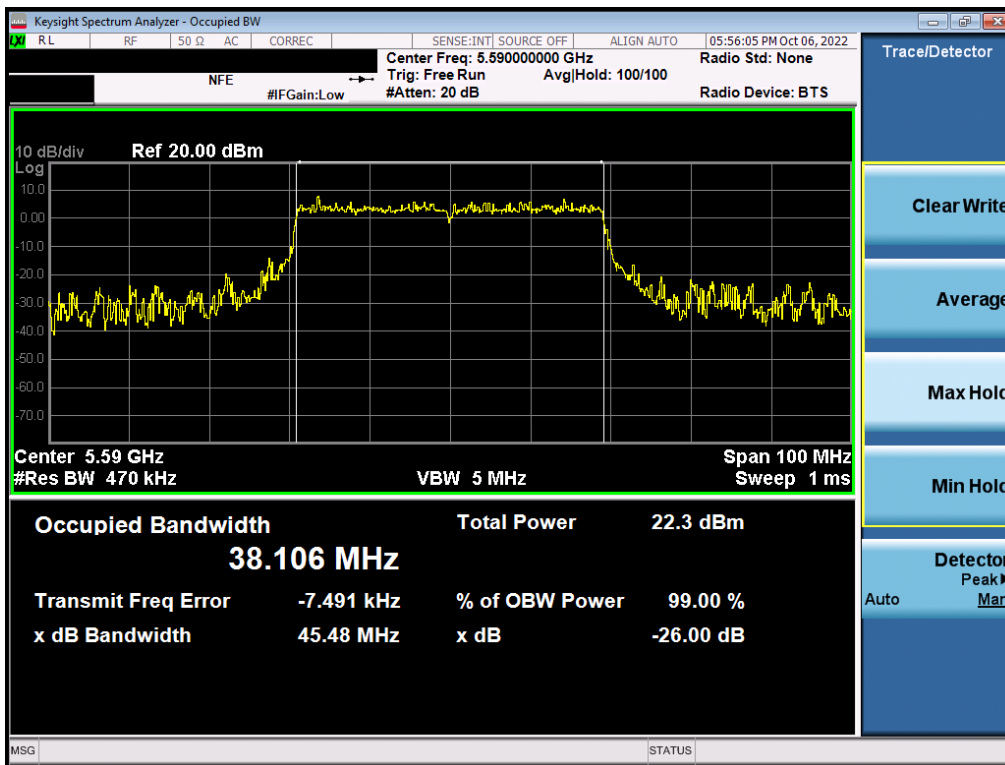 Keysight Spectrum Analyzer - Occupied BW
LXI RL RF 50 Ω AC CORREC SENSE:INT SOURCE OFF ALIGN AUTO 05:56:05 PM Oct 06, 2022
Center Freq: 5.590000000 GHz Radio Std: None
NFE Trig: Free Run Avg|Hold: 100/100
#IFGain:Low #Atten: 20 dB Radio Device: BTS
Trace/Detector
10 dB/div Ref 20.00 dBm
Log
10.0
0.00
-10.0
-20.0
-30.0
-40.0
-50.0
-60.0
-70.0
Center 5.59 GHz Span 100 MHz
#Res BW 470 kHz VBW 5 MHz Sweep 1 ms
Clear Write
Average
Max Hold
Min Hold
Detector
Peak
Auto Man
Occupied Bandwidth Total Power 22.3 dBm
38.106 MHz
Transmit Freq Error -7.491 kHz % of OBW Power 99.00 %
x dB Bandwidth 45.48 MHz x dB -26.00 dB
MSG STATUS